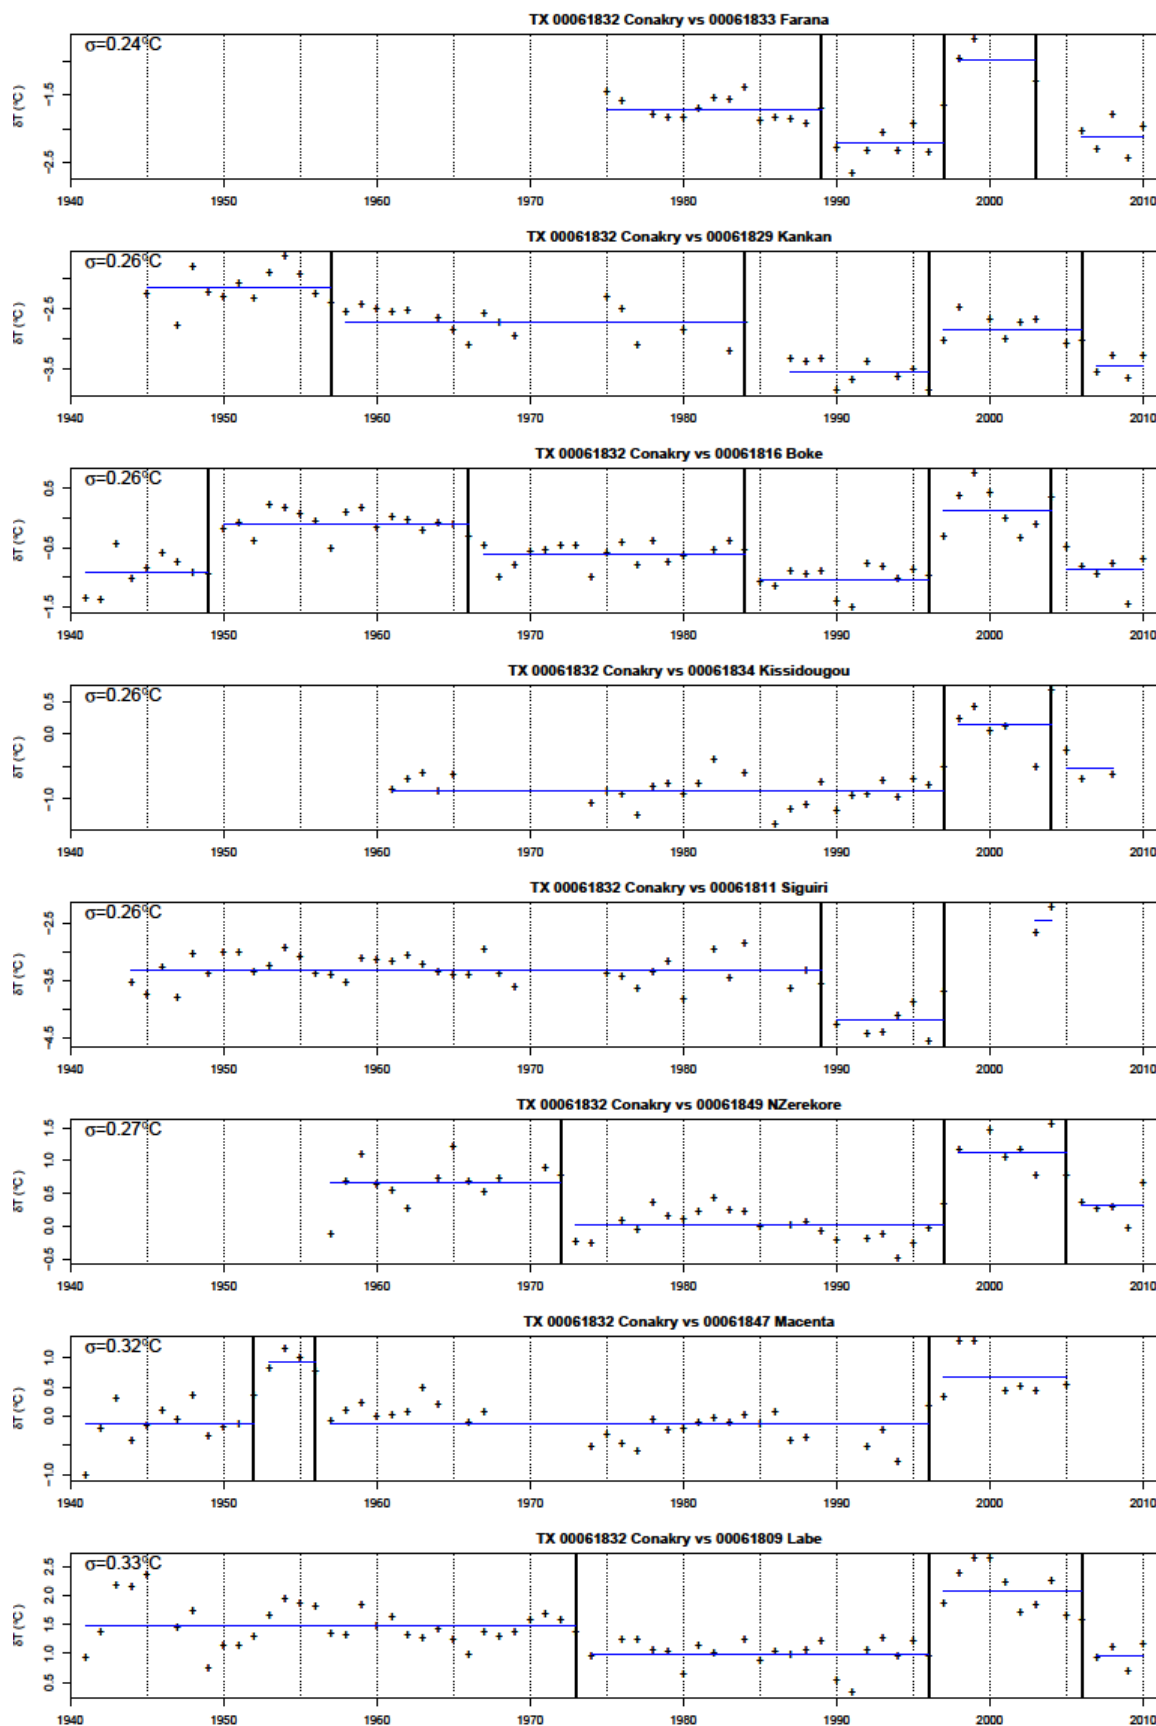 TX 00061832 Conakry vs 00061833 Farana
σ=0.24°C
δT (°C)
-1.5
-2.5
1940 1950 1960 1970 1980 1990 2000 2010
TX 00061832 Conakry vs 00061829 Kankan
σ=0.26°C
δT (°C)
-2.5
-3.5
1940 1950 1960 1970 1980 1990 2000 2010
TX 00061832 Conakry vs 00061816 Boke
σ=0.26°C
δT (°C)
0.5
-0.5
-1.5
1940 1950 1960 1970 1980 1990 2000 2010
TX 00061832 Conakry vs 00061834 Kissidougou
σ=0.26°C
δT (°C)
0.5
0.0
-1.0
1940 1950 1960 1970 1980 1990 2000 2010
TX 00061832 Conakry vs 00061811 Siguiri
σ=0.26°C
δT (°C)
-2.5
-3.5
-4.5
1940 1950 1960 1970 1980 1990 2000 2010
TX 00061832 Conakry vs 00061849 NZerekore
σ=0.27°C
δT (°C)
1.5
1.0
0.5
0.0
-0.5
1940 1950 1960 1970 1980 1990 2000 2010
TX 00061832 Conakry vs 00061847 Macenta
σ=0.32°C
δT (°C)
1.0
0.5
0.0
-1.0
1940 1950 1960 1970 1980 1990 2000 2010
TX 00061832 Conakry vs 00061809 Labe
σ=0.33°C
δT (°C)
2.5
2.0
1.5
1.0
0.5
1940 1950 1960 1970 1980 1990 2000 2010